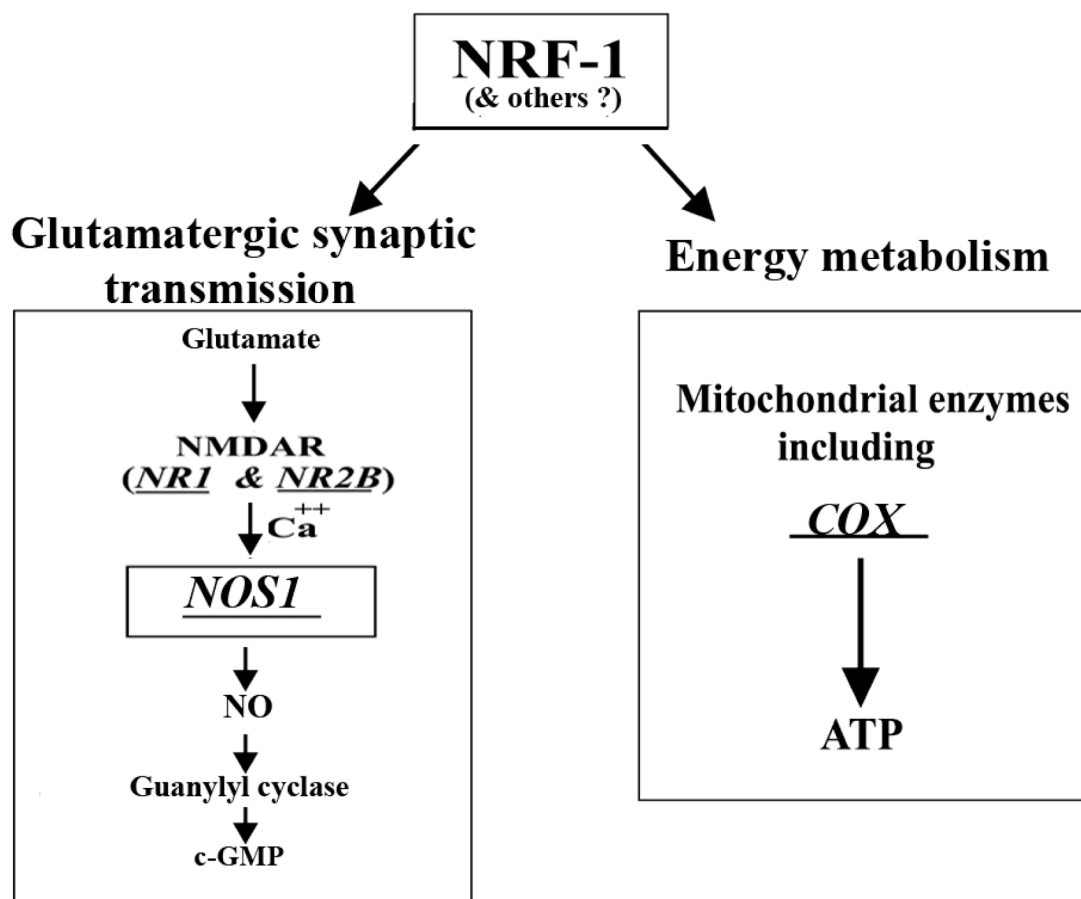 NRF-1
(& others ?)
Glutamatergic synaptic
transmission
Glutamate
NMDAR
(NR1 & NR2B)
Ca++
NOS1
NO
Guanylyl cyclase
c-GMP
Energy metabolism
Mitochondrial enzymes
including
COX
ATP